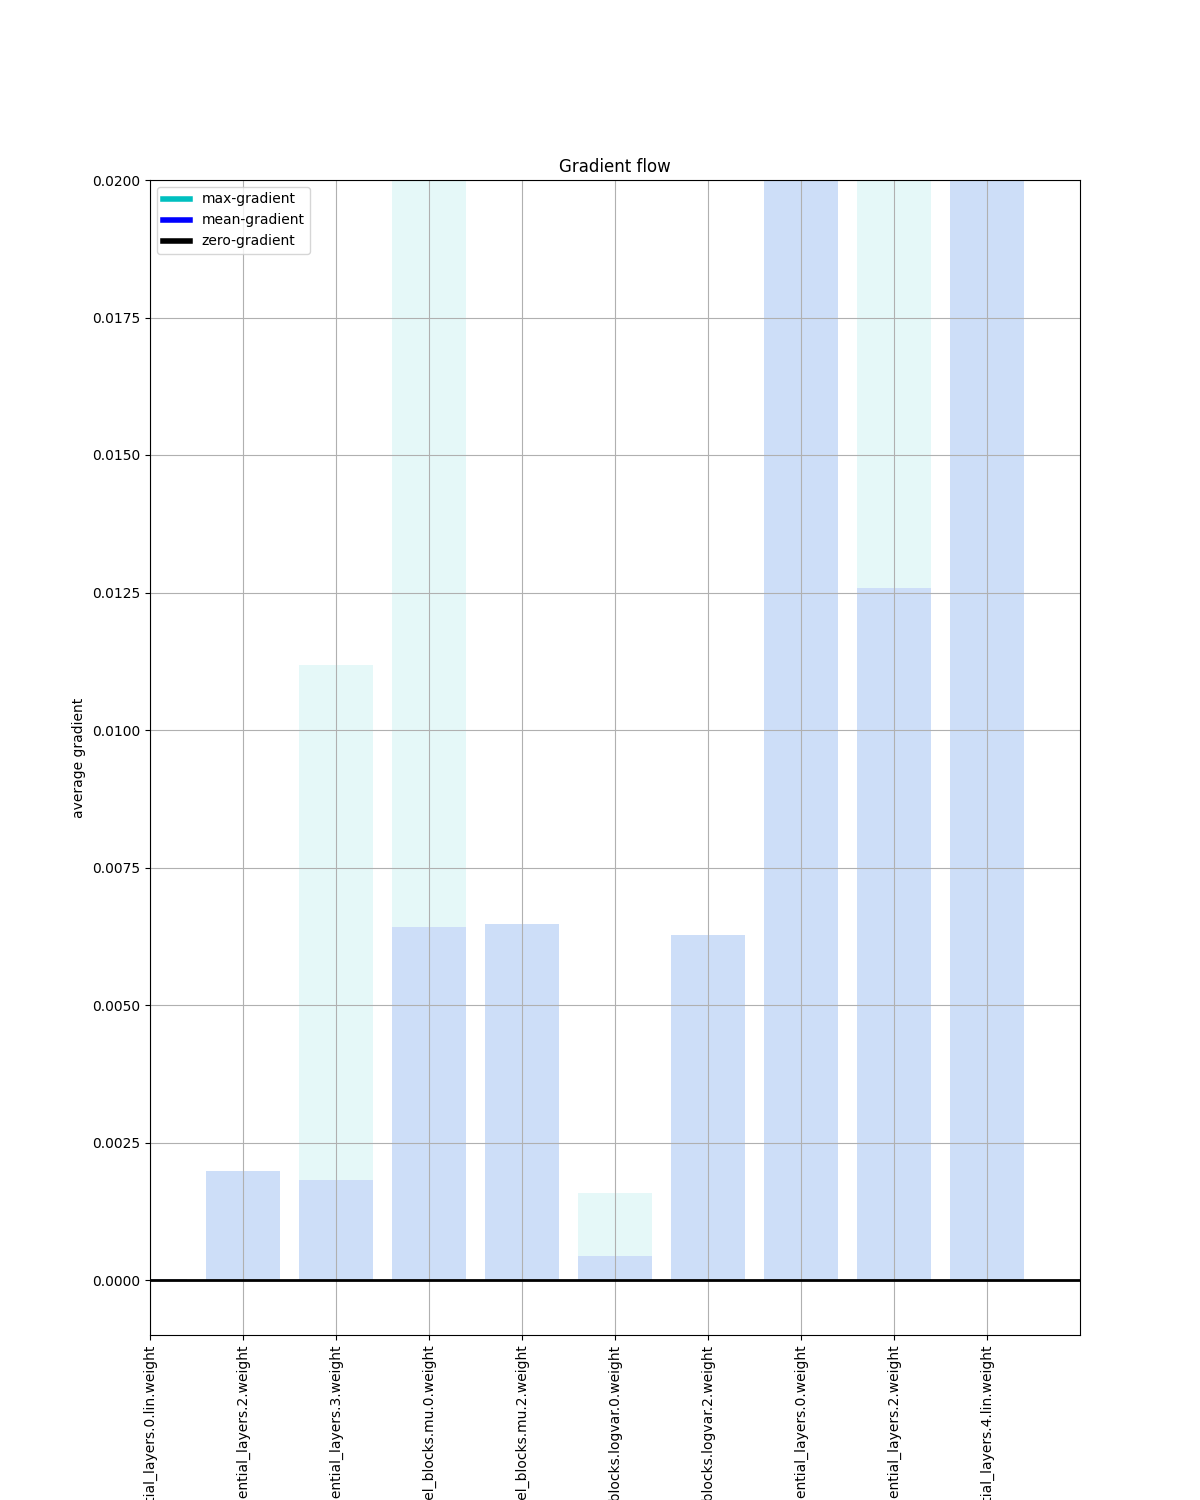 Gradient flow
max-gradient
mean-gradient
zero-gradient
0.0200
0.0175
0.0150
0.0125
0.0100
0.0075
0.0050
0.0025
0.0000
average gradient
tial_layers.0.lin.weight
ential_layers.2.weight
ential_layers.3.weight
el_blocks.mu.0.weight
el_blocks.mu.2.weight
blocks.logvar.0.weight
blocks.logvar.2.weight
ential_layers.0.weight
ential_layers.2.weight
tial_layers.4.lin.weight